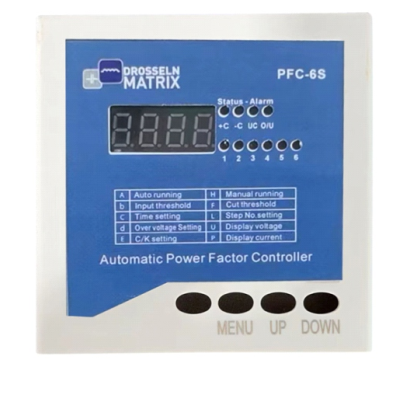 DROSSELN
MATRIX
PFC-6S
Status - Alarm
+C -C UC O/U
1 2 3 4 5 6
A Auto running H Manual running
b Input threshold F Cut threshold
C Time setting L Step No.setting
d Over voltage Setting U Display voltage
E C/K setting P Display current
Automatic Power Factor Controller
MENU UP DOWN